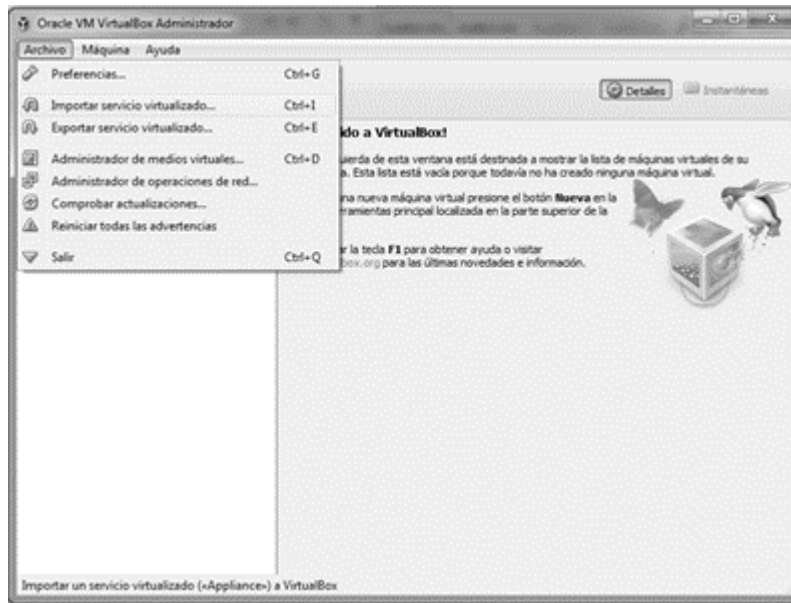 Oracle VM VirtualBox Administrador
Archivo Máquina Ayuda
Preferencias... Ctrl+G
Importar servicio virtualizado... Ctrl+I
Exportar servicio virtualizado... Ctrl+E
Administrador de medios virtuales... Ctrl+D
Administrador de operaciones de red...
Comprobar actualizaciones...
Reiniciar todas las advertencias
Salir Ctrl+Q
Detalles Instantáneas
ido a VirtualBox!
uierda de esta ventana está destinada a mostrar la lista de máquinas virtuales de su
a. Esta lista está vacía porque todavía no ha creado ninguna máquina virtual.
na nueva máquina virtual presione el botón Nueva en la
rramientas principal localizada en la parte superior de la
ar la tecla F1 para obtener ayuda o visitar
box.org para las últimas novedades e información.
Importar un servicio virtualizado («Appliance») a VirtualBox